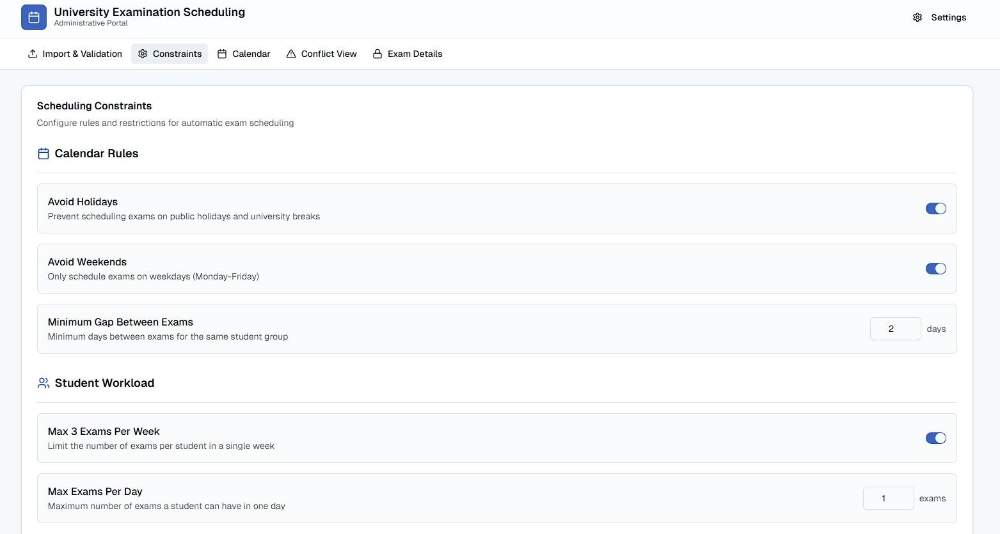 University Examination Scheduling
Administrative Portal
Settings
Import & Validation
Constraints
Calendar
Conflict View
Exam Details
Scheduling Constraints
Configure rules and restrictions for automatic exam scheduling
Calendar Rules
Avoid Holidays
Prevent scheduling exams on public holidays and university breaks
Avoid Weekends
Only schedule exams on weekdays (Monday-Friday)
Minimum Gap Between Exams
Minimum days between exams for the same student group
2 days
Student Workload
Max 3 Exams Per Week
Limit the number of exams per student in a single week
Max Exams Per Day
Maximum number of exams a student can have in one day
1 exams